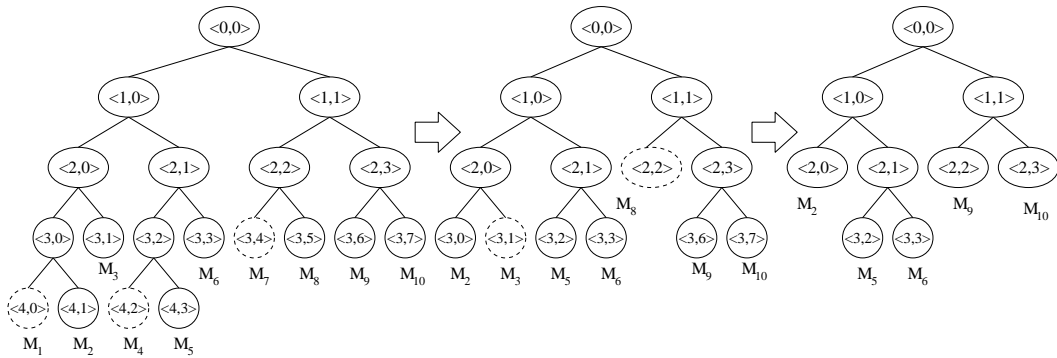 <0,0> <0,0> <0,0>
<1,0> <1,1> <1,0> <1,1> <1,0> <1,1>
<2,0> <2,1> <2,2> <2,3> <2,0> <2,1> <2,2> <2,3> <2,0> <2,1> <2,2> <2,3>
M8 M2 M9 M10
<3,0> <3,1> <3,2> <3,3> <3,4> <3,5> <3,6> <3,7> <3,0> <3,1> <3,2> <3,3> <3,6> <3,7> <3,2> <3,3>
M3 M6 M7 M8 M9 M10 M2 M3 M5 M6 M9 M10 M5 M6
<4,0> <4,1> <4,2> <4,3>
M1 M2 M4 M5